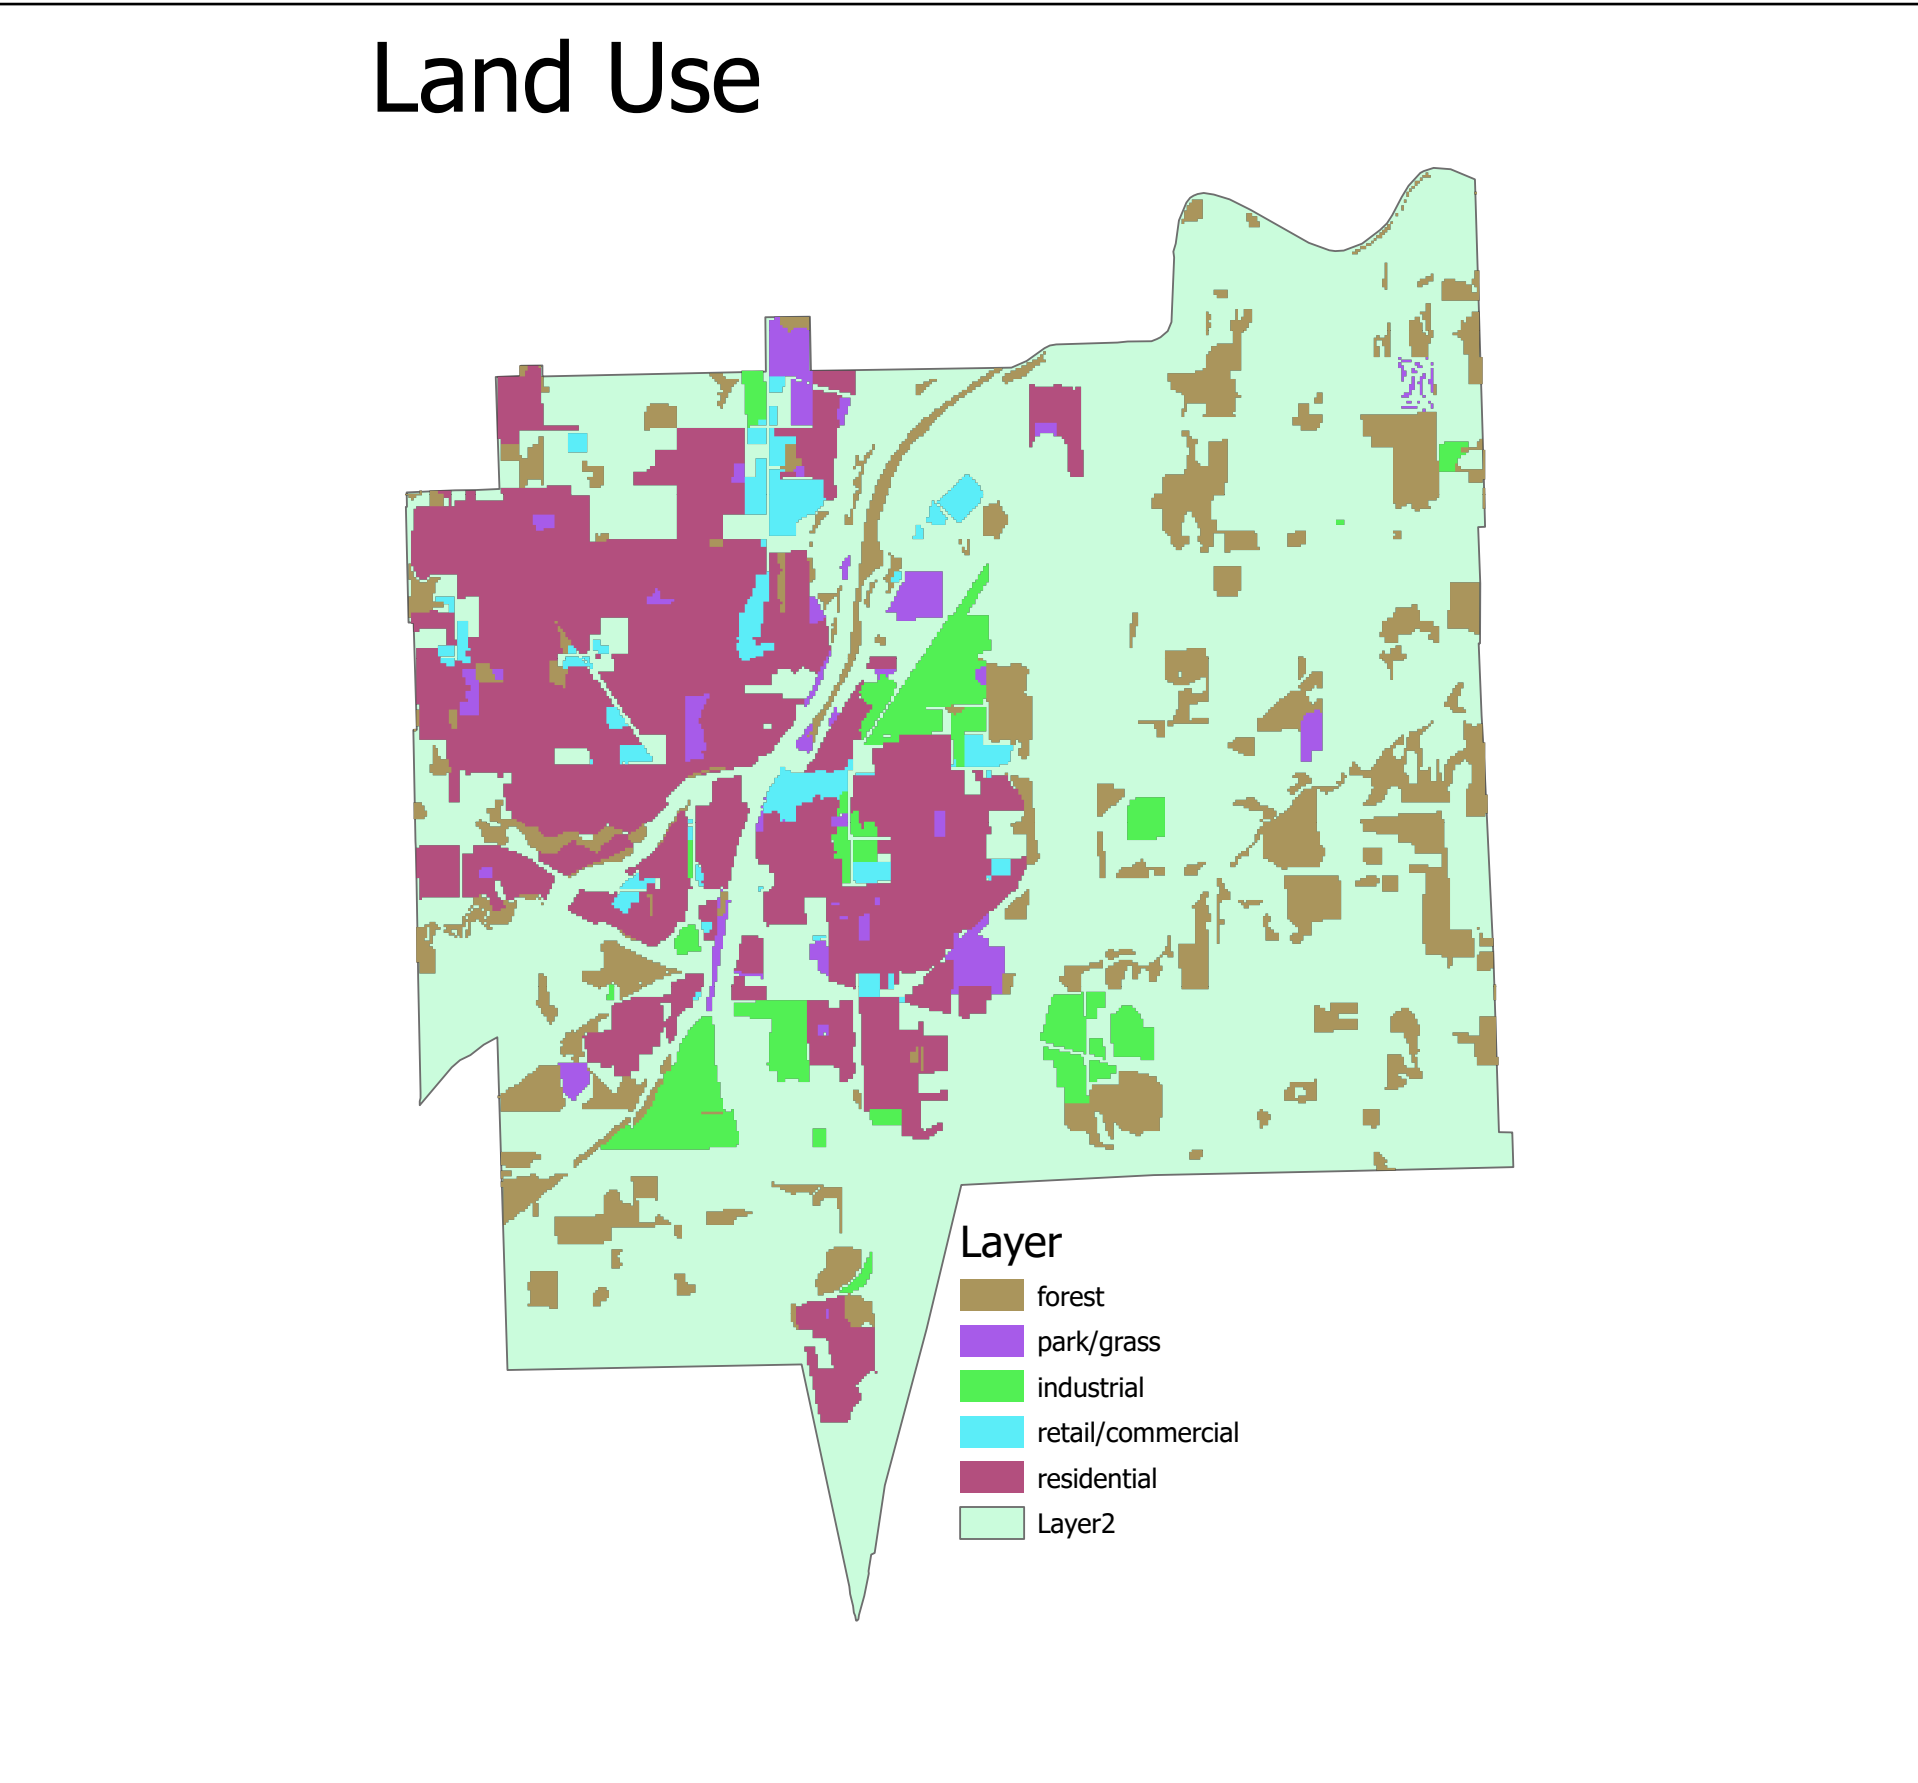 Land Use
Layer
forest
park/grass
industrial
retail/commercial
residential
Layer2